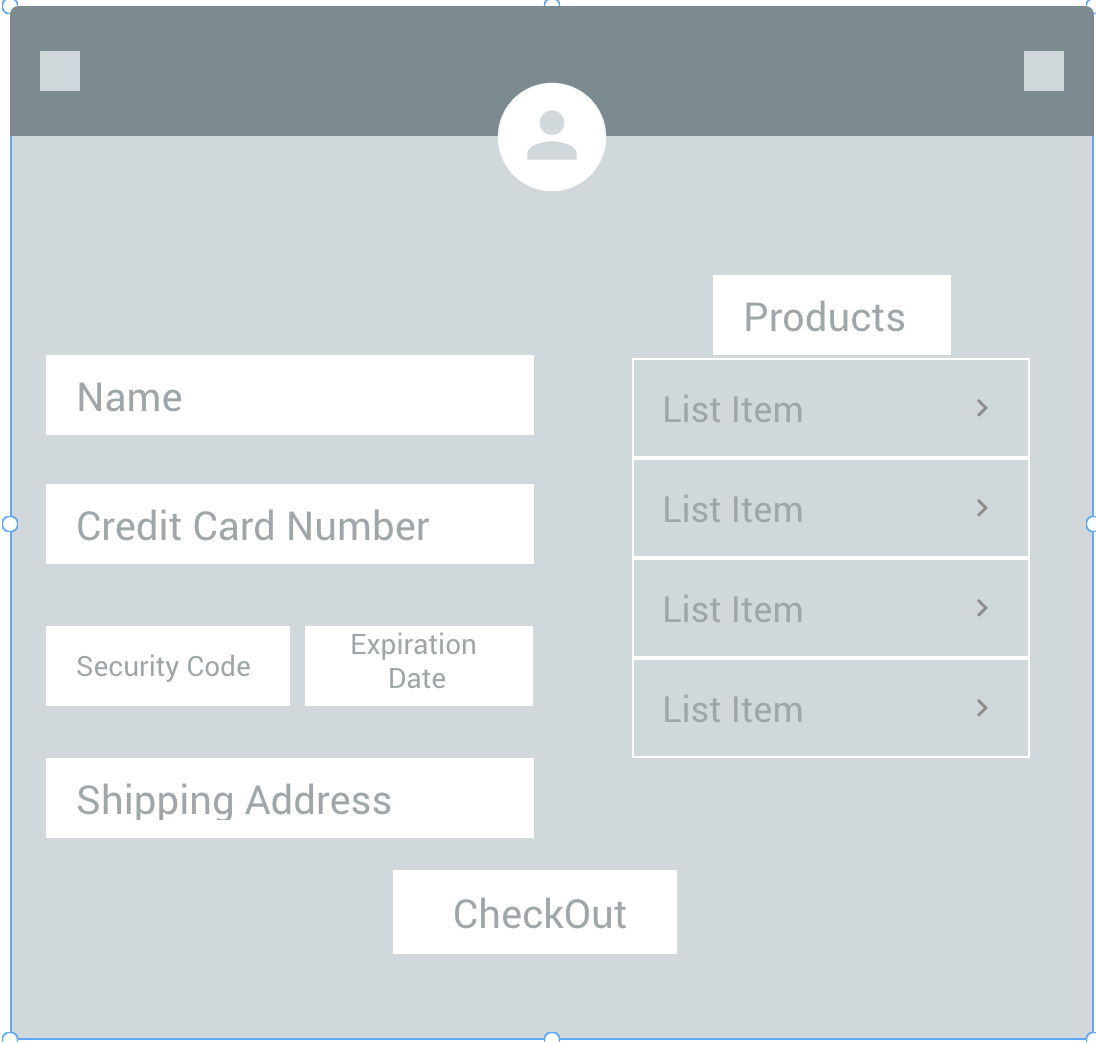 Products
Name
List Item
List Item
Credit Card Number
List Item
Security Code
Expiration
Date
List Item
Shipping Address
CheckOut